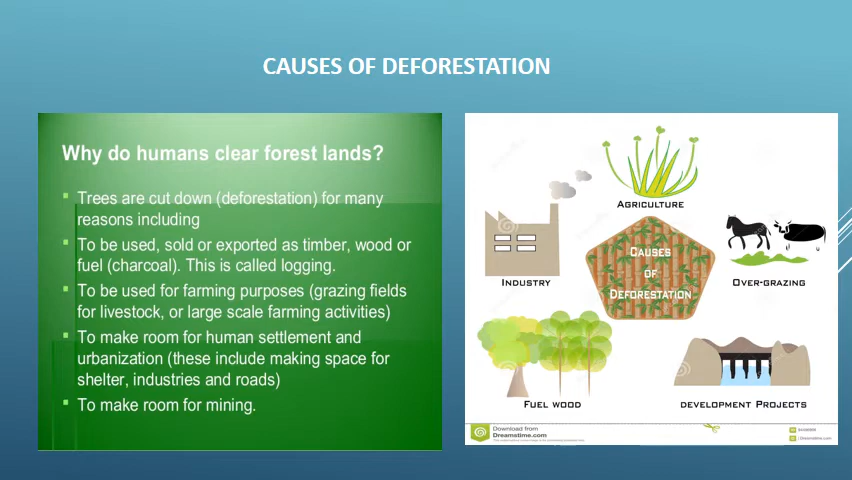 CAUSES OF DEFORESTATION
Why do humans clear forest lands?
Trees are cut down (deforestation) for many
reasons including
To be used, sold or exported as timber, wood or
fuel (charcoal). This is called logging.
To be used for farming purposes (grazing fields
for livestock, or large scale farming activities)
To make room for human settlement and
urbanization (these include making space for
shelter, industries and roads)
To make room for mining.
AGRICULTURE
INDUSTRY
CAUSES
OF
DEFORESTATION
OVER-GRAZING
FUEL WOOD
DEVELOPMENT PROJECTS
Download from
Dreamstime.com